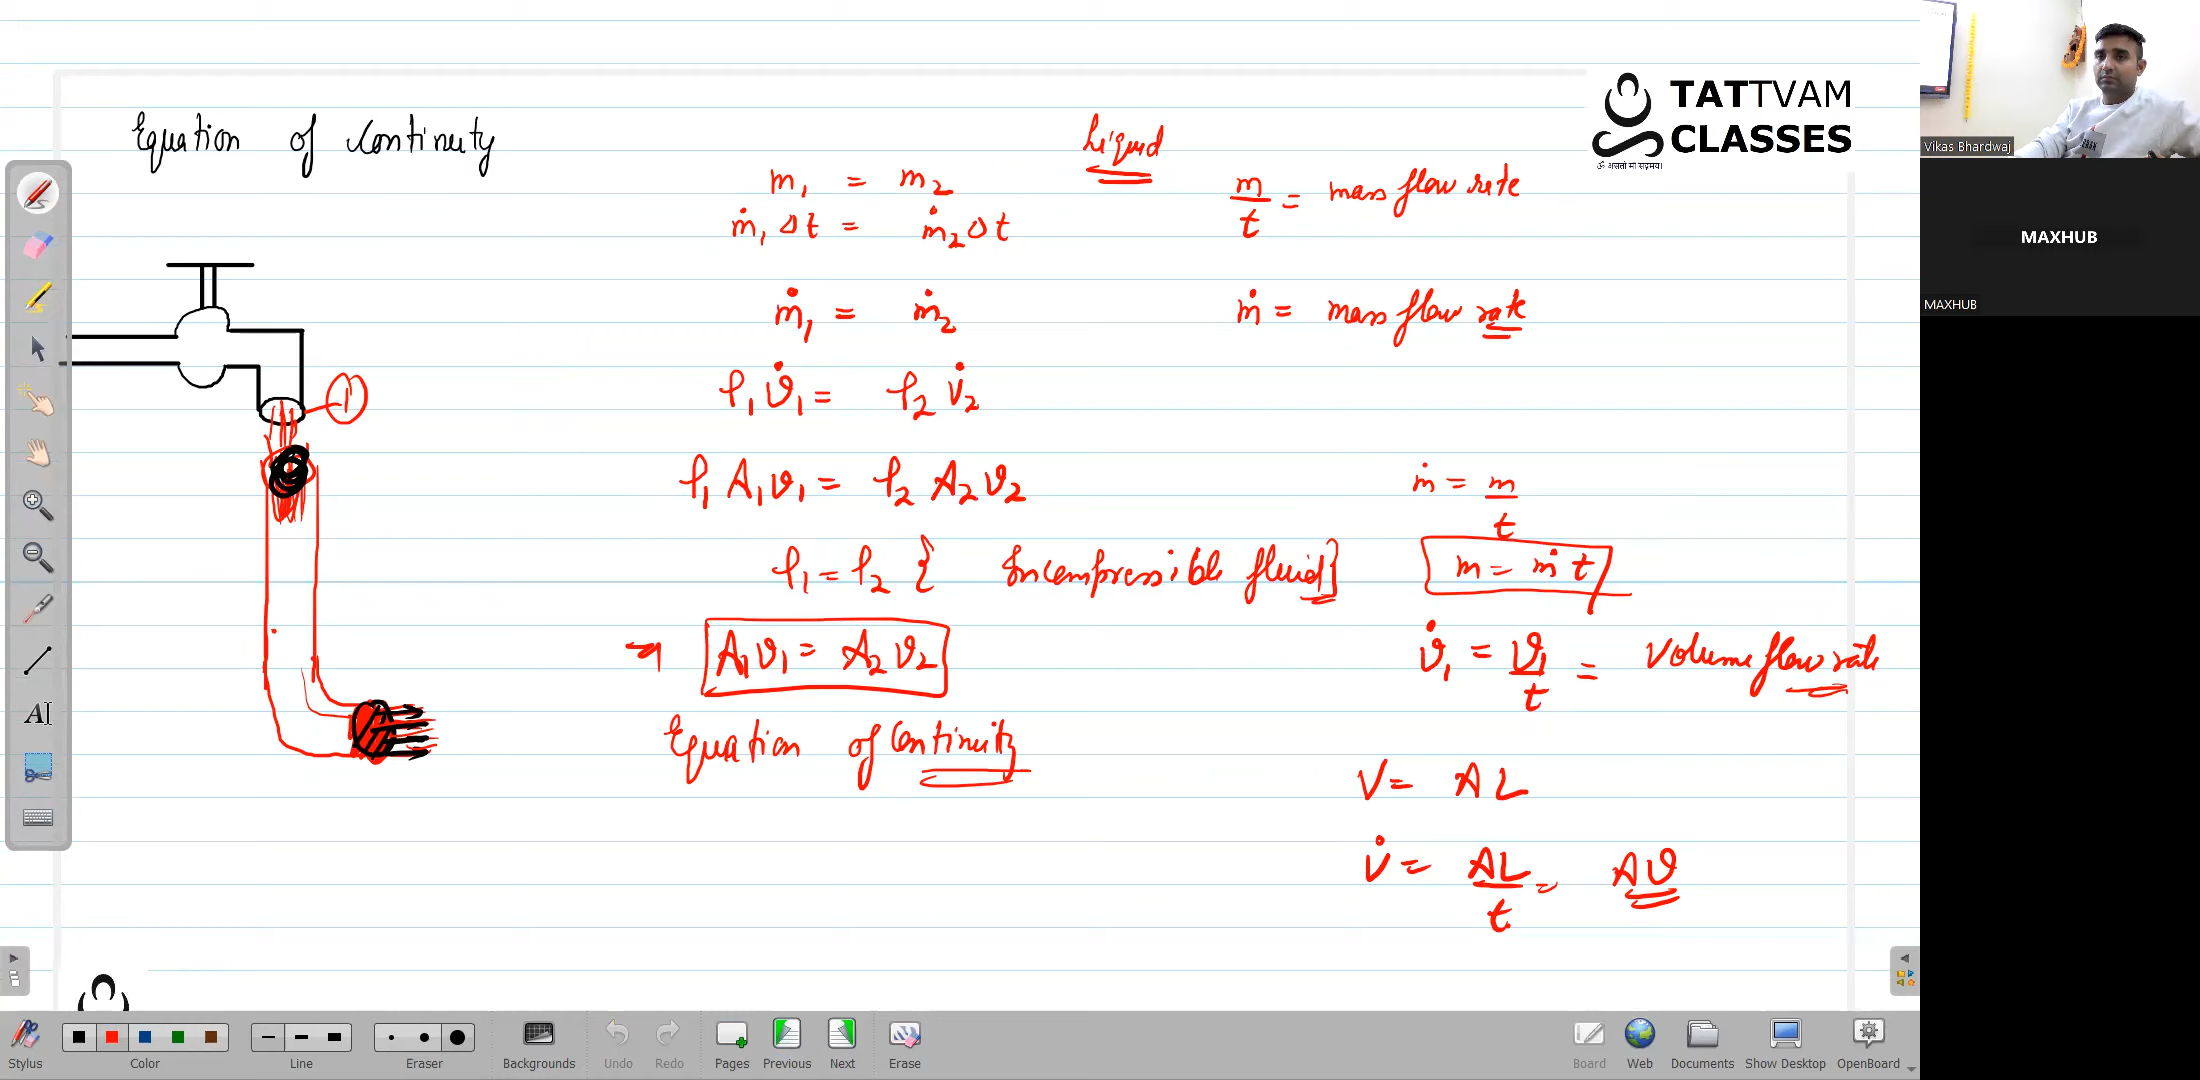 Equation of Continuity
Liquid
m₁ = m₂
ṁ₁ Δt = ṁ₂ Δt
ṁ₁ = ṁ₂
ρ₁ v̇₁ = ρ₂ V̇₂
ρ₁ A₁ v₁ = ρ₂ A₂ v₂
ρ₁ = ρ₂ { Incompressible fluid }
→ A₁ v₁ = A₂ v₂
Equation of Continuity
m/t = mass flow rate
ṁ = mass flow rate
ṁ = m/t
m = ṁ t
v̇₁ = v₁/t = Volume flow rate
V = A L
V̇ = AL/t = Av
①
TATTVAM
CLASSES
ॐ असतो मा सद्गमय।
Vikas Bhardwaj
MAXHUB
MAXHUB
A
Stylus
Color
Line
Eraser
Backgrounds
Undo
Redo
Pages
Previous
Next
Erase
Board
Web
Documents
Show Desktop
OpenBoard